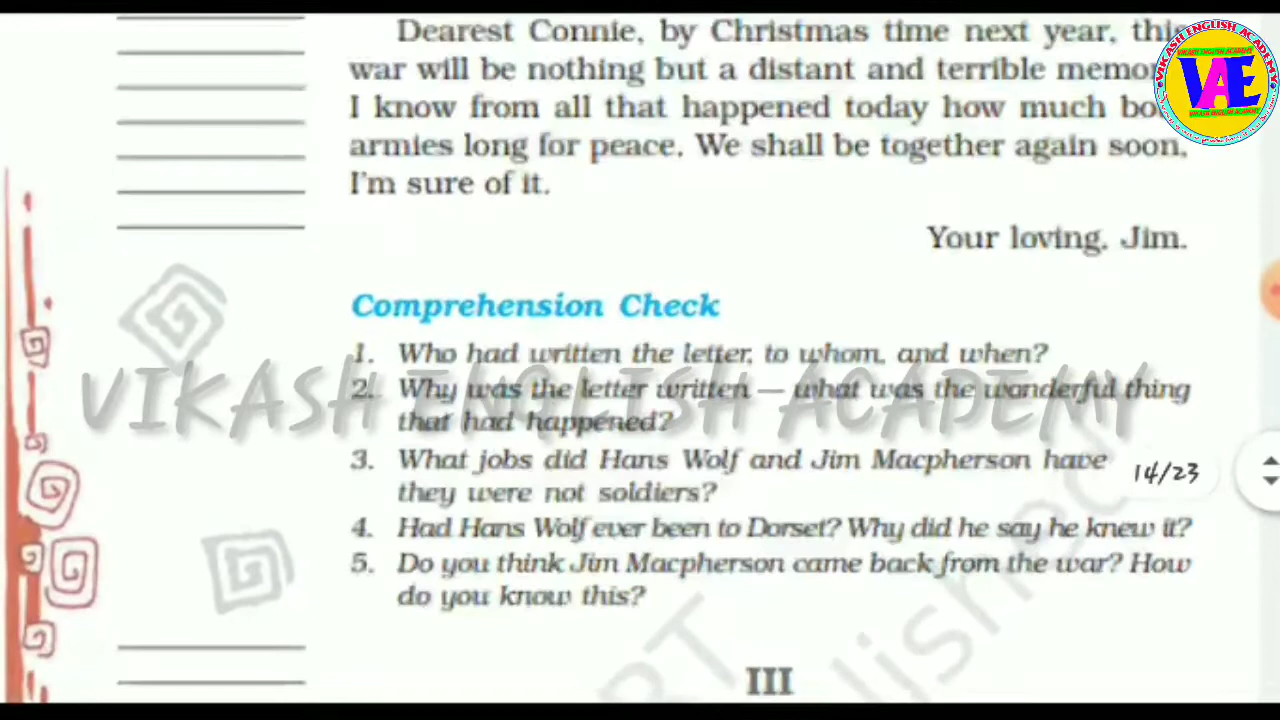 Dearest Connie, by Christmas time next year, this
war will be nothing but a distant and terrible
I know from all that happened today how much
armies long for peace. We shall be together again soon,
I'm sure of it.
Your loving, Jim.
Comprehension Check
1. Who had written the letter, to whom, and when?
2. Why was the letter written — what was the wonderful thing
that had happened?
3. What jobs did Hans Wolf and Jim Macpherson have
they were not soldiers?
14/23
4. Had Hans Wolf ever been to Dorset? Why did he say he knew it?
5. Do you think Jim Macpherson came back from the war? How
do you know this?
III
VIKASH ENGLISH ACADEMY
VIKASH ENGLISH ACADEMY
VAE